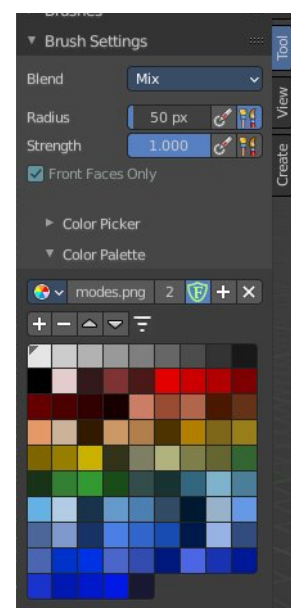 Brushes
Brush Settings
Blend Mix
Radius 50 px
Strength 1.000
Front Faces Only
Color Picker
Color Palette
modes.png 2 F
Tool
View
Create